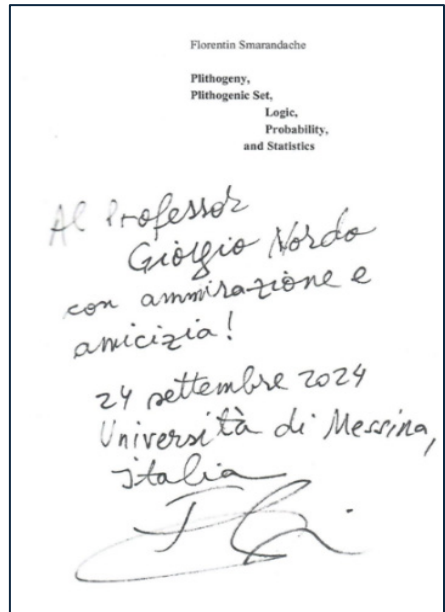 Florentin Smarandache
Plithogeny,
Plithogenic Set,
Logic,
Probability,
and Statistics
Al Professor
Giorgio Nordo
con ammirazione e
amicizia!
24 settembre 2024
Università di Messina,
Italia